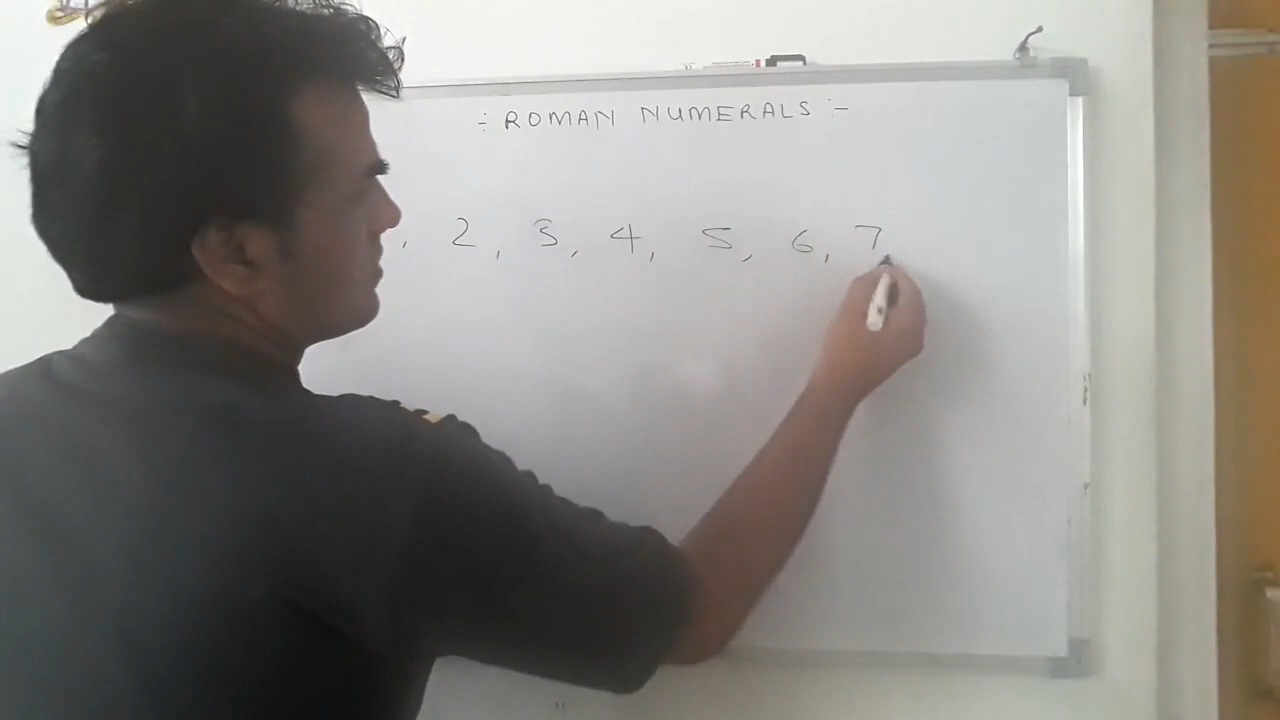 ÷ ROMAN NUMERALS :-
, 2, 3, 4, 5, 6, 7